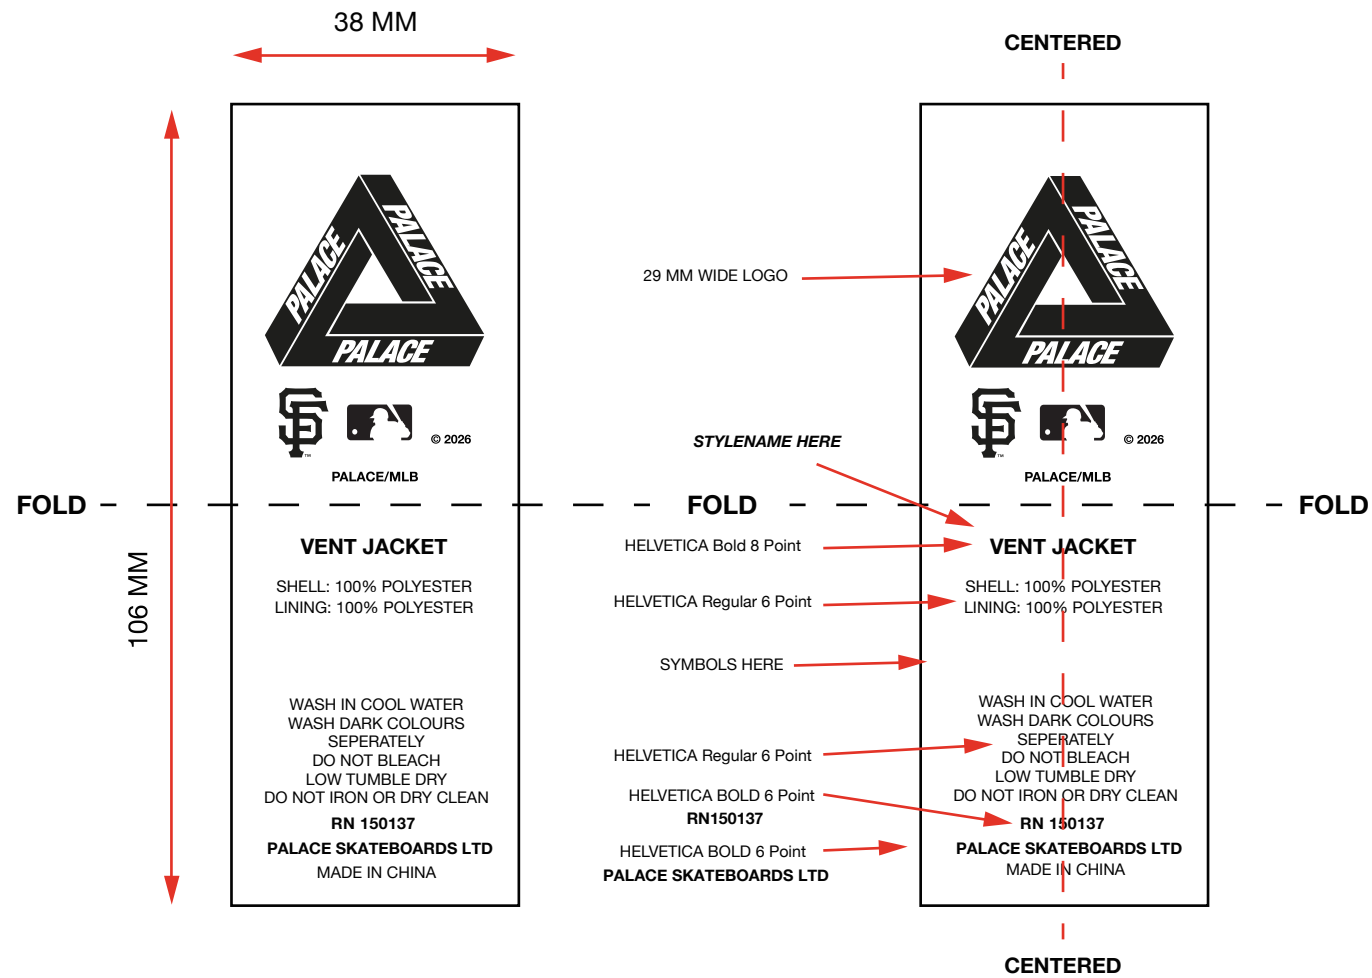 38 MM
CENTERED
PALACE
PALACE
PALACE
SF
TM
© 2026
PALACE/MLB
106 MM
29 MM WIDE LOGO
PALACE
PALACE
PALACE
SF
TM
© 2026
PALACE/MLB
STYLENAME HERE
FOLD
FOLD
FOLD
VENT JACKET
SHELL: 100% POLYESTER
LINING: 100% POLYESTER
WASH IN COOL WATER
WASH DARK COLOURS
SEPERATELY
DO NOT BLEACH
LOW TUMBLE DRY
DO NOT IRON OR DRY CLEAN
RN 150137
PALACE SKATEBOARDS LTD
MADE IN CHINA
HELVETICA Bold 8 Point
HELVETICA Regular 6 Point
SYMBOLS HERE
HELVETICA Regular 6 Point
HELVETICA BOLD 6 Point
RN150137
HELVETICA BOLD 6 Point
PALACE SKATEBOARDS LTD
VENT JACKET
SHELL: 100% POLYESTER
LINING: 100% POLYESTER
WASH IN COOL WATER
WASH DARK COLOURS
SEPERATELY
DO NOT BLEACH
LOW TUMBLE DRY
DO NOT IRON OR DRY CLEAN
RN 150137
PALACE SKATEBOARDS LTD
MADE IN CHINA
CENTERED